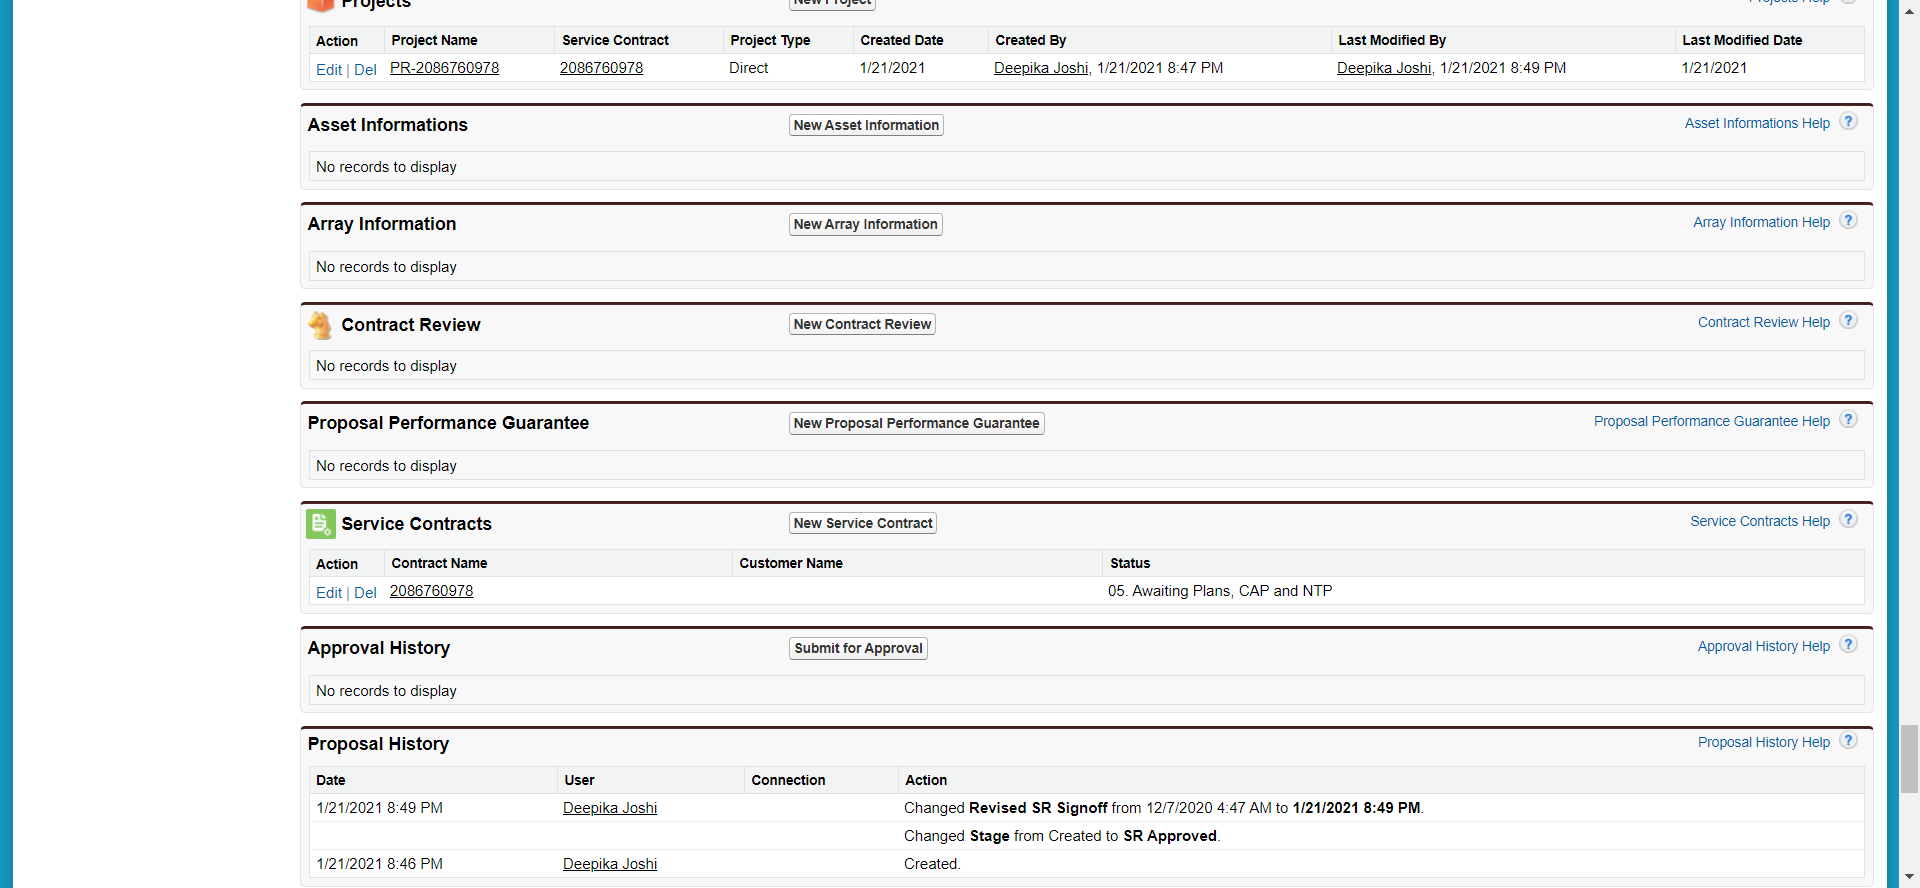 Projects New Project Projects Help
Action Project Name Service Contract Project Type Created Date Created By Last Modified By Last Modified Date
Edit | Del PR-2086760978 2086760978 Direct 1/21/2021 Deepika Joshi, 1/21/2021 8:47 PM Deepika Joshi, 1/21/2021 8:49 PM 1/21/2021
Asset Informations New Asset Information Asset Informations Help ?
No records to display
Array Information New Array Information Array Information Help ?
No records to display
Contract Review New Contract Review Contract Review Help ?
No records to display
Proposal Performance Guarantee New Proposal Performance Guarantee Proposal Performance Guarantee Help ?
No records to display
Service Contracts New Service Contract Service Contracts Help ?
Action Contract Name Customer Name Status
Edit | Del 2086760978 05. Awaiting Plans, CAP and NTP
Approval History Submit for Approval Approval History Help ?
No records to display
Proposal History Proposal History Help ?
Date User Connection Action
1/21/2021 8:49 PM Deepika Joshi Changed Revised SR Signoff from 12/7/2020 4:47 AM to 1/21/2021 8:49 PM.
Changed Stage from Created to SR Approved.
1/21/2021 8:46 PM Deepika Joshi Created.